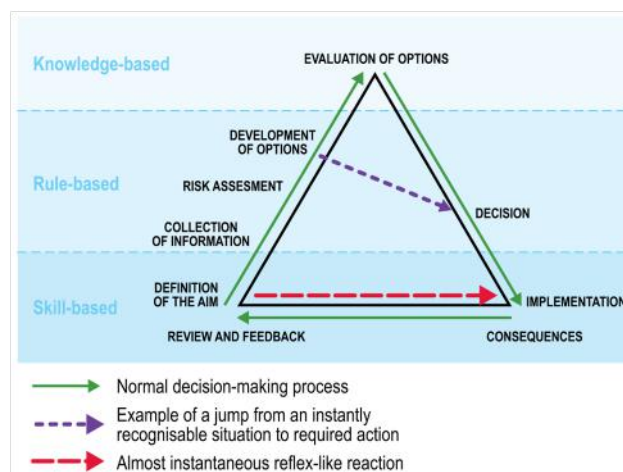 Knowledge-based
EVALUATION OF OPTIONS
DEVELOPMENT
OF OPTIONS
Rule-based
RISK ASSESMENT
DECISION
COLLECTION
OF INFORMATION
DEFINITION
OF THE AIM
IMPLEMENTATION
Skill-based
REVIEW AND FEEDBACK
CONSEQUENCES
Normal decision-making process
Example of a jump from an instantly
recognisable situation to required action
Almost instantaneous reflex-like reaction